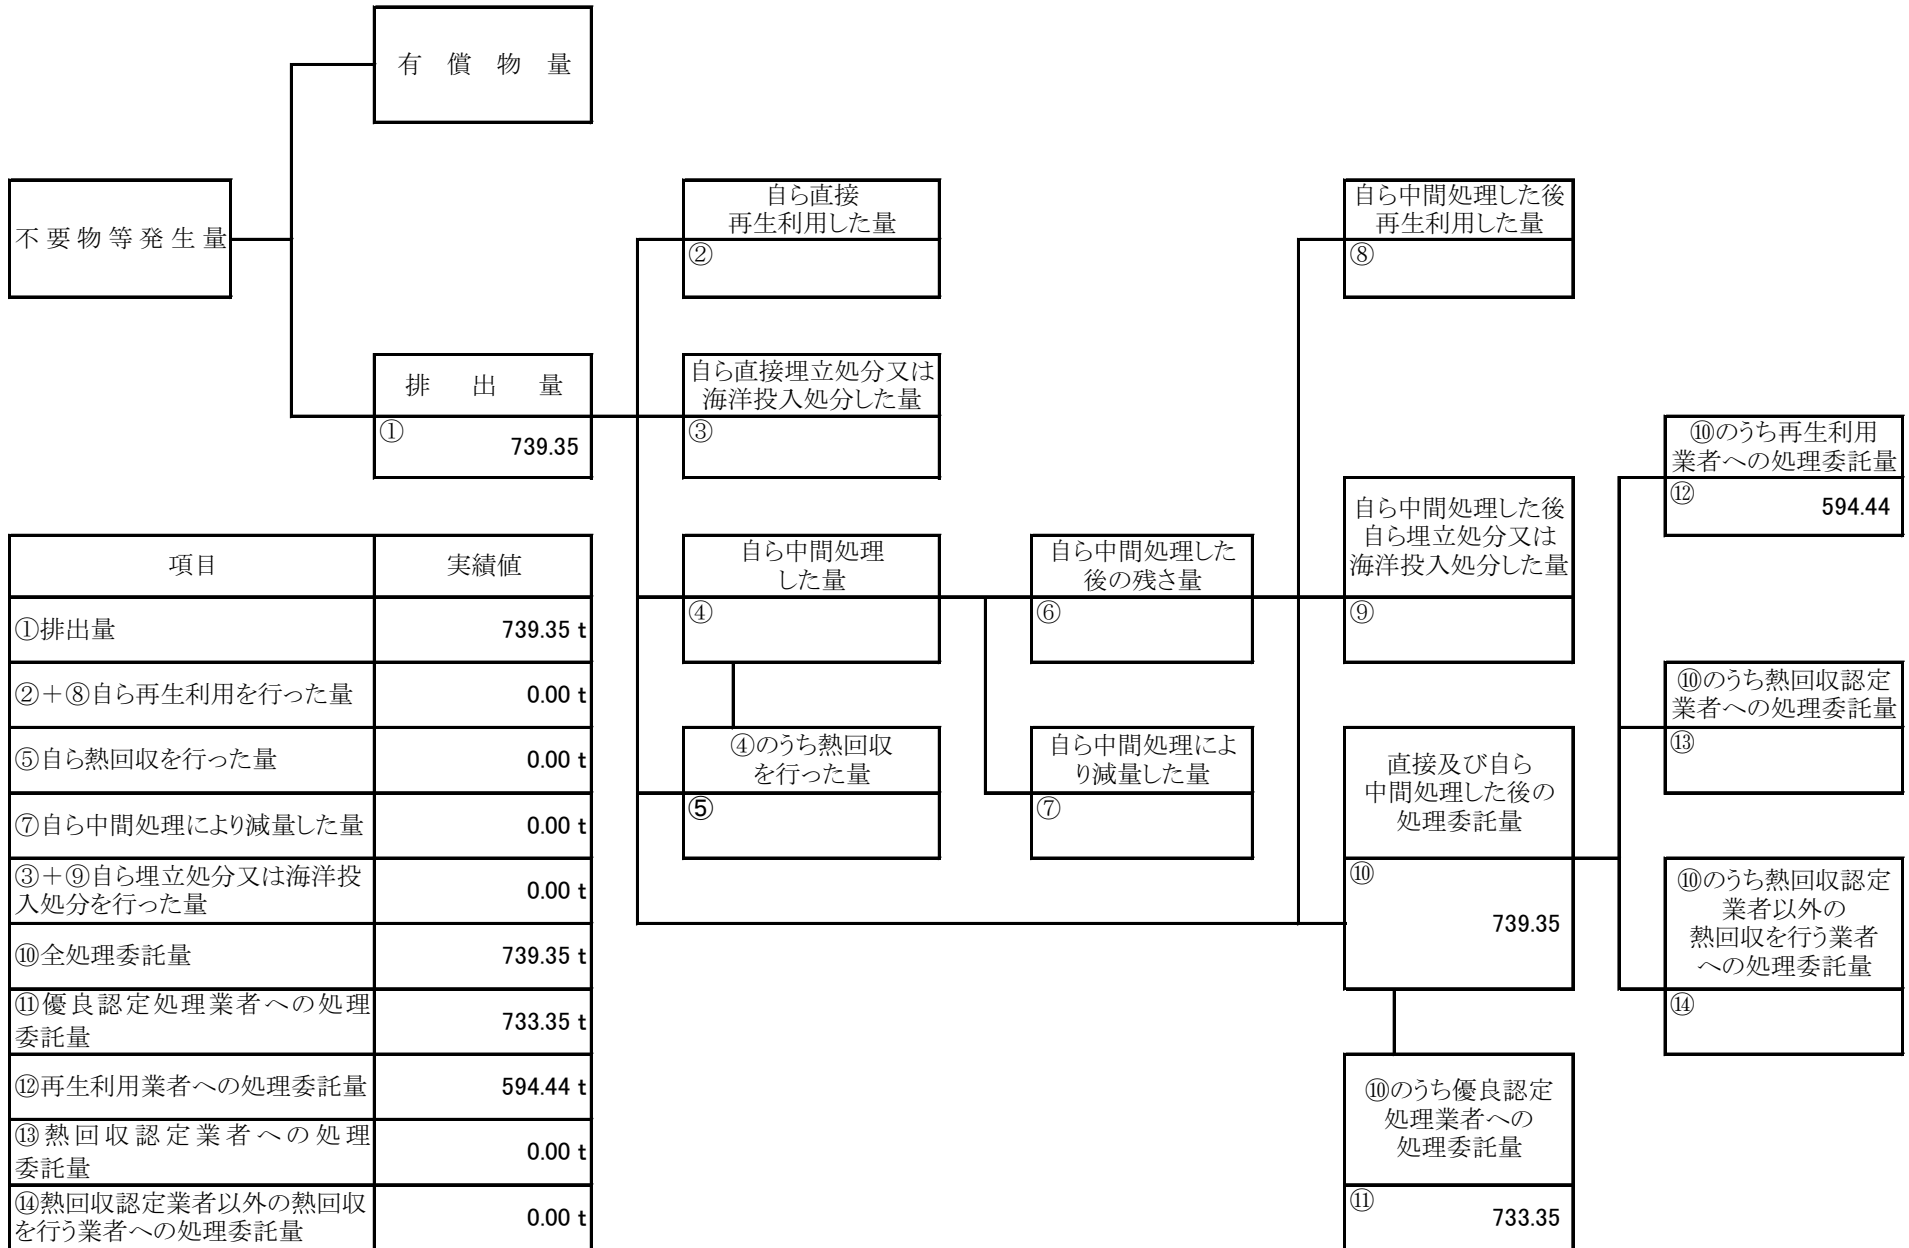 有償物量
不要物等発生量
自ら直接
再生利用した量
②
自ら中間処理した後
再生利用した量
⑧
排出量
① 739.35
自ら直接埋立処分又は
海洋投入処分した量
③
⑩のうち再生利用
業者への処理委託量
⑫ 594.44
自ら中間処理した後
自ら埋立処分又は
海洋投入処分した量
⑨
自ら中間処理
した量
④
自ら中間処理した
後の残さ量
⑥
⑩のうち熱回収認定
業者への処理委託量
⑬
④のうち熱回収
を行った量
⑤
自ら中間処理によ
り減量した量
⑦
直接及び自ら
中間処理した後の
処理委託量
⑩
739.35
⑩のうち熱回収認定
業者以外の
熱回収を行う業者
への処理委託量
⑭
⑩のうち優良認定
処理業者への
処理委託量
⑪ 733.35
項目 実績値
①排出量 739.35 t
②+⑧自ら再生利用を行った量 0.00 t
⑤自ら熱回収を行った量 0.00 t
⑦自ら中間処理により減量した量 0.00 t
③+⑨自ら埋立処分又は海洋投
入処分を行った量 0.00 t
⑩全処理委託量 739.35 t
⑪優良認定処理業者への処理
委託量 733.35 t
⑫再生利用業者への処理委託量 594.44 t
⑬熱回収認定業者への処理
委託量 0.00 t
⑭熱回収認定業者以外の熱回収
を行う業者への処理委託量 0.00 t